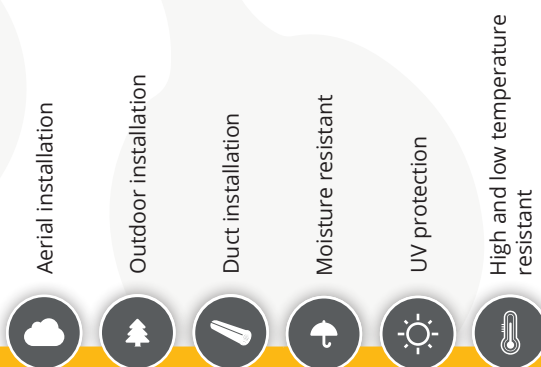 Aerial installation
Outdoor installation
Duct installation
Moisture resistant
UV protection
High and low temperature
resistant